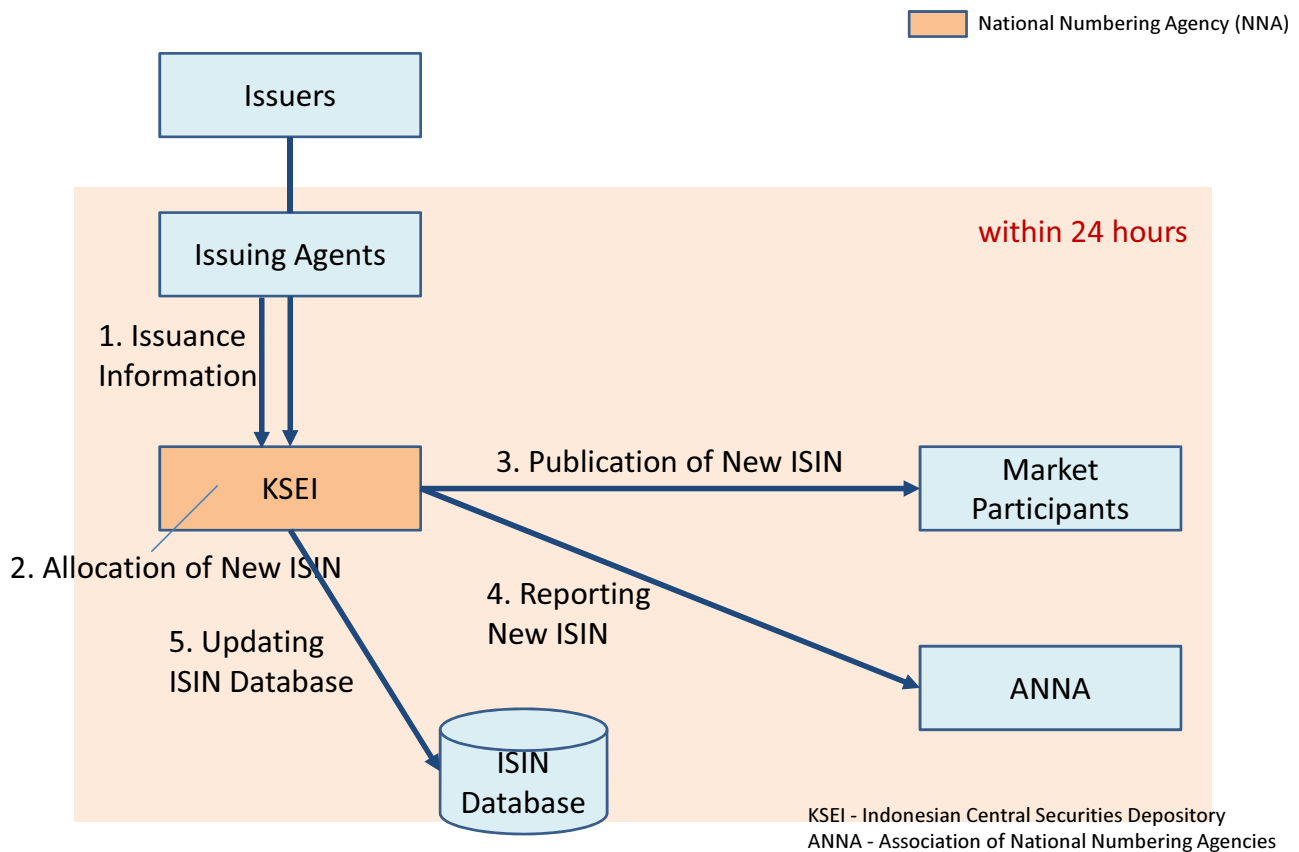 National Numbering Agency (NNA)
Issuers
within 24 hours
Issuing Agents
1. Issuance
Information
KSEI
3. Publication of New ISIN
Market
Participants
2. Allocation of New ISIN
4. Reporting
New ISIN
5. Updating
ISIN Database
ANNA
ISIN
Database
KSEI - Indonesian Central Securities Depository
ANNA - Association of National Numbering Agencies